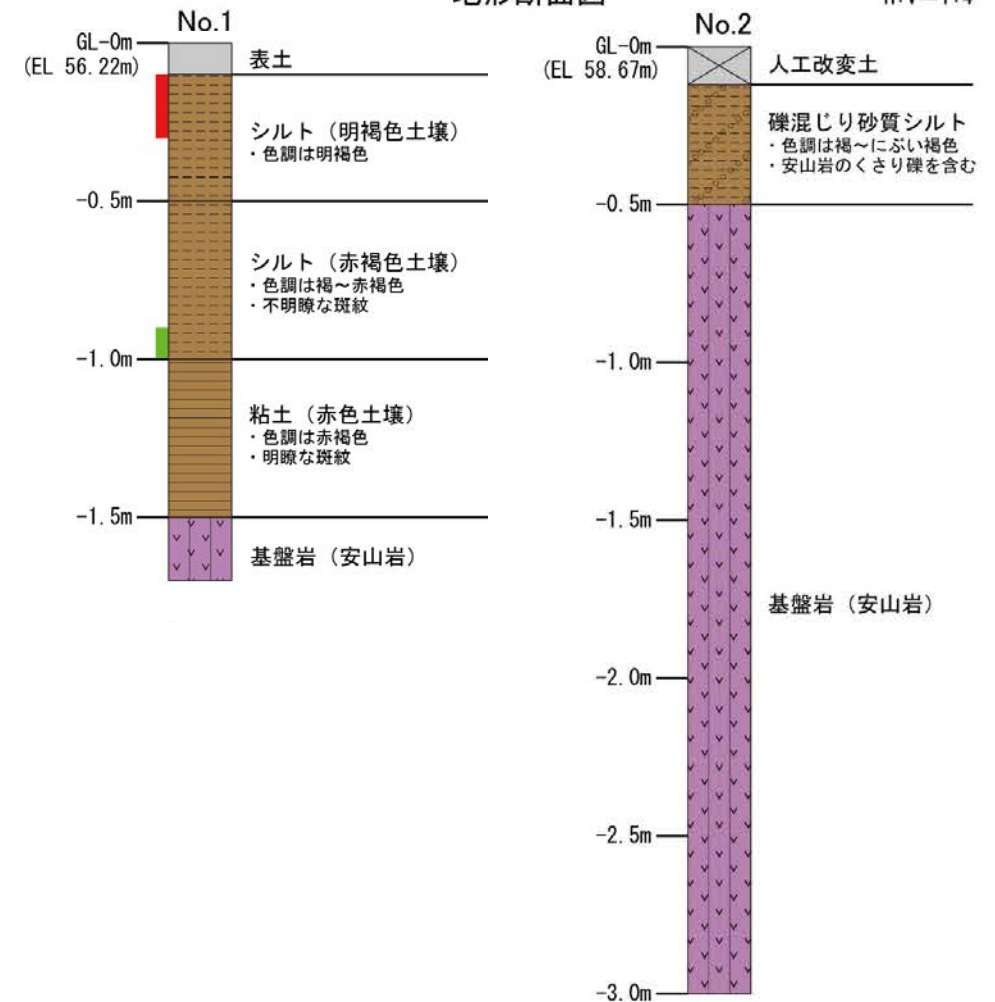 No.1
GL-0m
(EL 56.22m)
表土
シルト（明褐色土壌）
・色調は明褐色
-0.5m
シルト（赤褐色土壌）
・色調は褐～赤褐色
・不明瞭な斑紋
-1.0m
粘土（赤色土壌）
・色調は赤褐色
・明瞭な斑紋
-1.5m
基盤岩（安山岩）
No.2
GL-0m
(EL 58.67m)
人工改変土
礫混じり砂質シルト
・色調は褐～にぶい褐色
・安山岩のくさり礫を含む
-0.5m
-1.0m
-1.5m
基盤岩（安山岩）
-2.0m
-2.5m
-3.0m